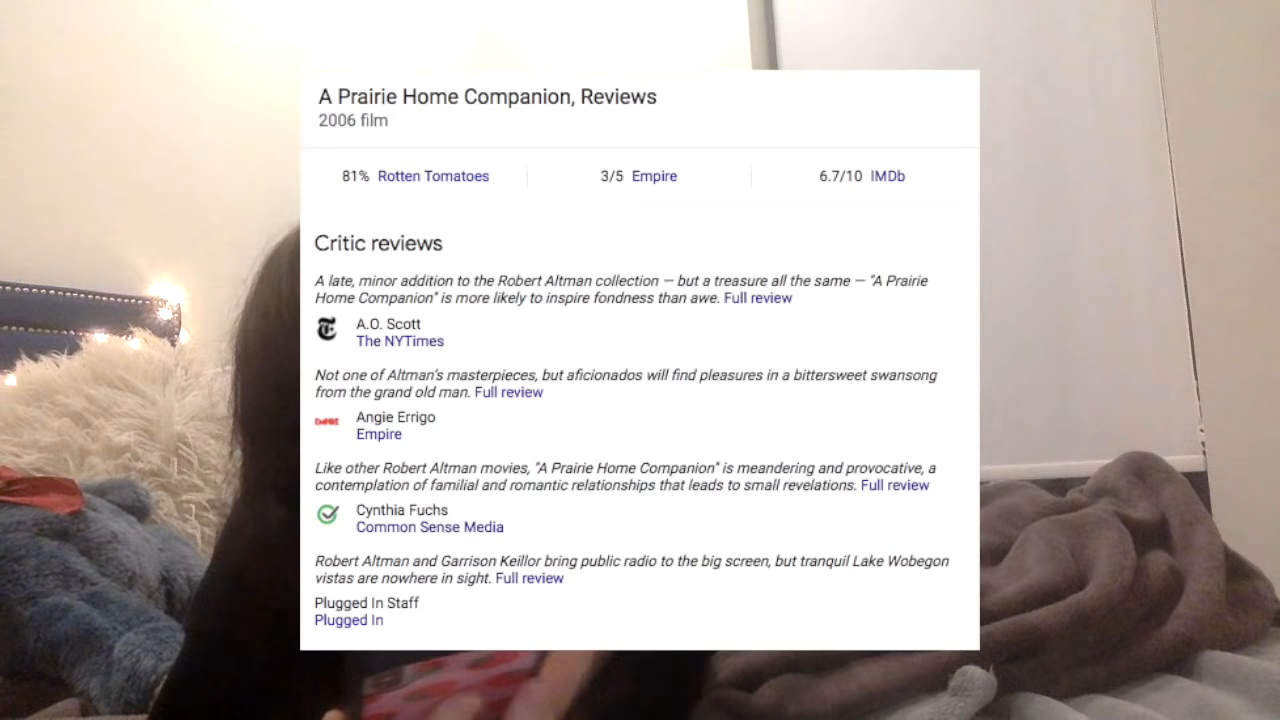 A Prairie Home Companion, Reviews
2006 film
81% Rotten Tomatoes
3/5 Empire
6.7/10 IMDb
Critic reviews
A late, minor addition to the Robert Altman collection — but a treasure all the same — "A Prairie
Home Companion" is more likely to inspire fondness than awe. Full review
A.O. Scott
The NYTimes
Not one of Altman's masterpieces, but aficionados will find pleasures in a bittersweet swansong
from the grand old man. Full review
EMPIRE
Angie Errigo
Empire
Like other Robert Altman movies, "A Prairie Home Companion" is meandering and provocative, a
contemplation of familial and romantic relationships that leads to small revelations. Full review
Cynthia Fuchs
Common Sense Media
Robert Altman and Garrison Keillor bring public radio to the big screen, but tranquil Lake Wobegon
vistas are nowhere in sight. Full review
Plugged In Staff
Plugged In